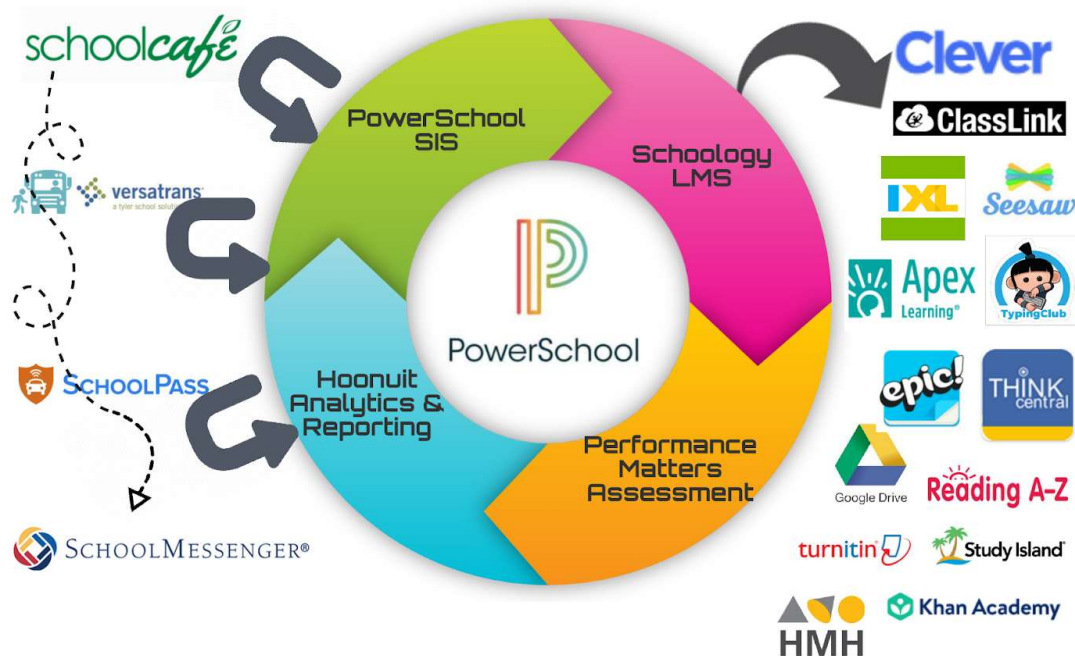 schoolcafé
versatrans
a tyler school solution
SCHOOLPASS
SCHOOLMESSENGER®
PowerSchool
SIS
Schoology
LMS
Performance
Matters
Assessment
Hoonuit
Analytics &
Reporting
P
PowerSchool
Clever
ClassLink
IXL
Seesaw
Apex
Learning®
TypingClub
epic!
THINK
central
Google Drive
Reading A-Z
turnitin
Study Island
Khan Academy
HMH